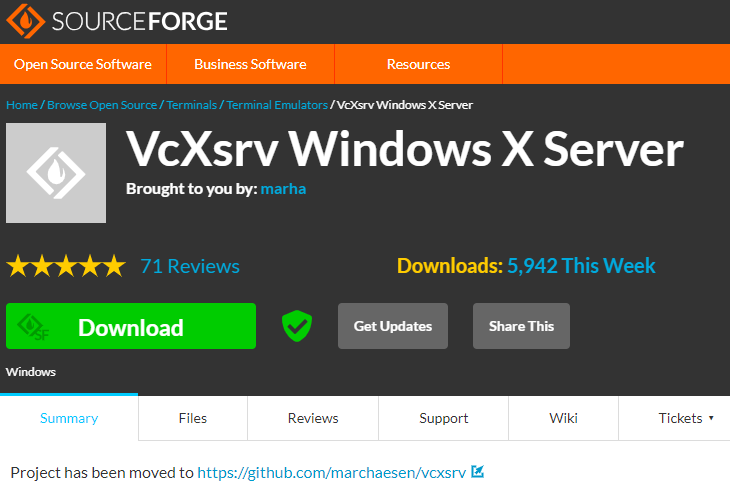 SOURCEFORGE
Open Source Software Business Software Resources
Home / Browse Open Source / Terminals / Terminal Emulators / VcXsrv Windows X Server
VcXsrv Windows X Server
Brought to you by: marha
71 Reviews Downloads: 5,942 This Week
SF Download Get Updates Share This
Windows
Summary Files Reviews Support Wiki Tickets
Project has been moved to https://github.com/marchaesen/vcxsrv